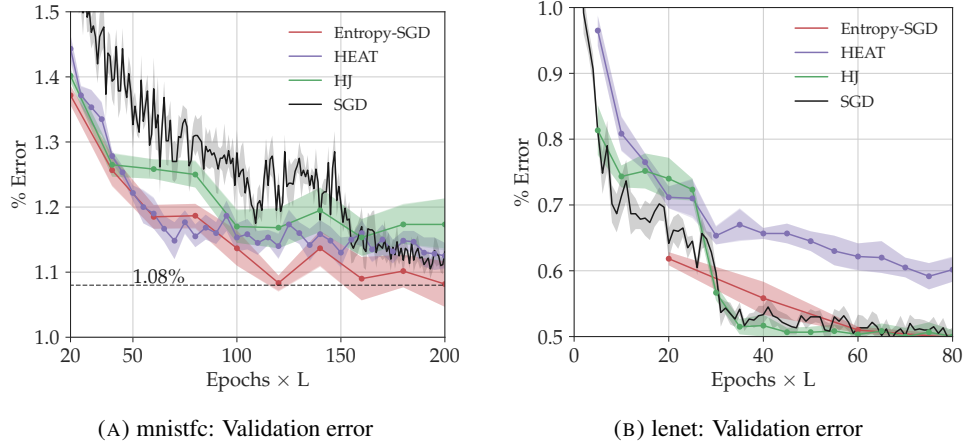 1.5
1.4
1.3
1.2
1.1
1.0
% Error
20
50
100
150
200
Epochs × L
Entropy-SGD
HEAT
HJ
SGD
1.08%
(A) mnistfc: Validation error
1.0
0.9
0.8
0.7
0.6
0.5
% Error
0
20
40
60
80
Epochs × L
Entropy-SGD
HEAT
HJ
SGD
(B) lenet: Validation error